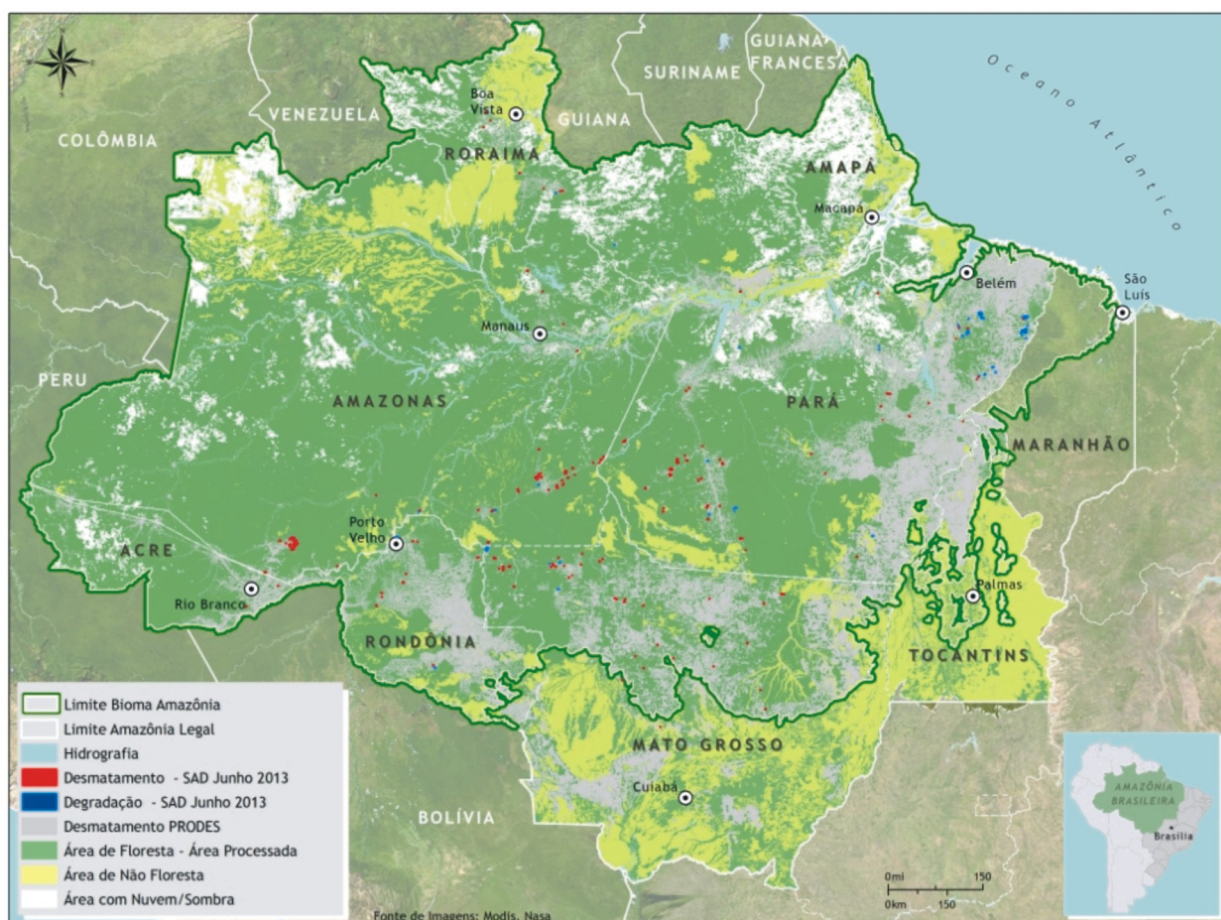 GUIANA
FRANCESA
SURINAME
GUIANA
VENEZUELA
COLÔMBIA
Oceano Atlântico
Boa
Vista
RORAIMA
AMAPÁ
Macapá
Belém
São
Luís
Manaus
PERU
AMAZONAS
PARÁ
MARANHÃO
Porto
Velho
ACRE
Rio Branco
Palmas
RONDÔNIA
TOCANTINS
MATO GROSSO
Cuiabá
BOLÍVIA
Limite Bioma Amazônia
Limite Amazônia Legal
Hidrografia
Desmatamento - SAD Junho 2013
Degradação - SAD Junho 2013
Desmatamento PRODES
Área de Floresta - Área Processada
Área de Não Floresta
Área com Nuvem/Sombra
Fonte de Imagens: Modis, Nasa
0mi 150
0km 150
AMAZÔNIA
BRASILEIRA
Brasília